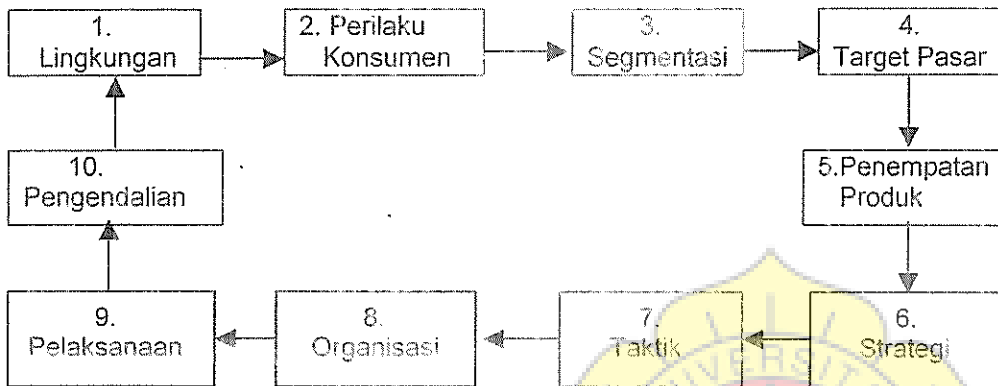 1.
Lingkungan
2. Perilaku
Konsumen
3.
Segmentasi
4.
Target Pasar
5.Penempatan
Produk
6.
Strategi
7.
Taktik
8.
Organisasi
9.
Pelaksanaan
10.
Pengendalian